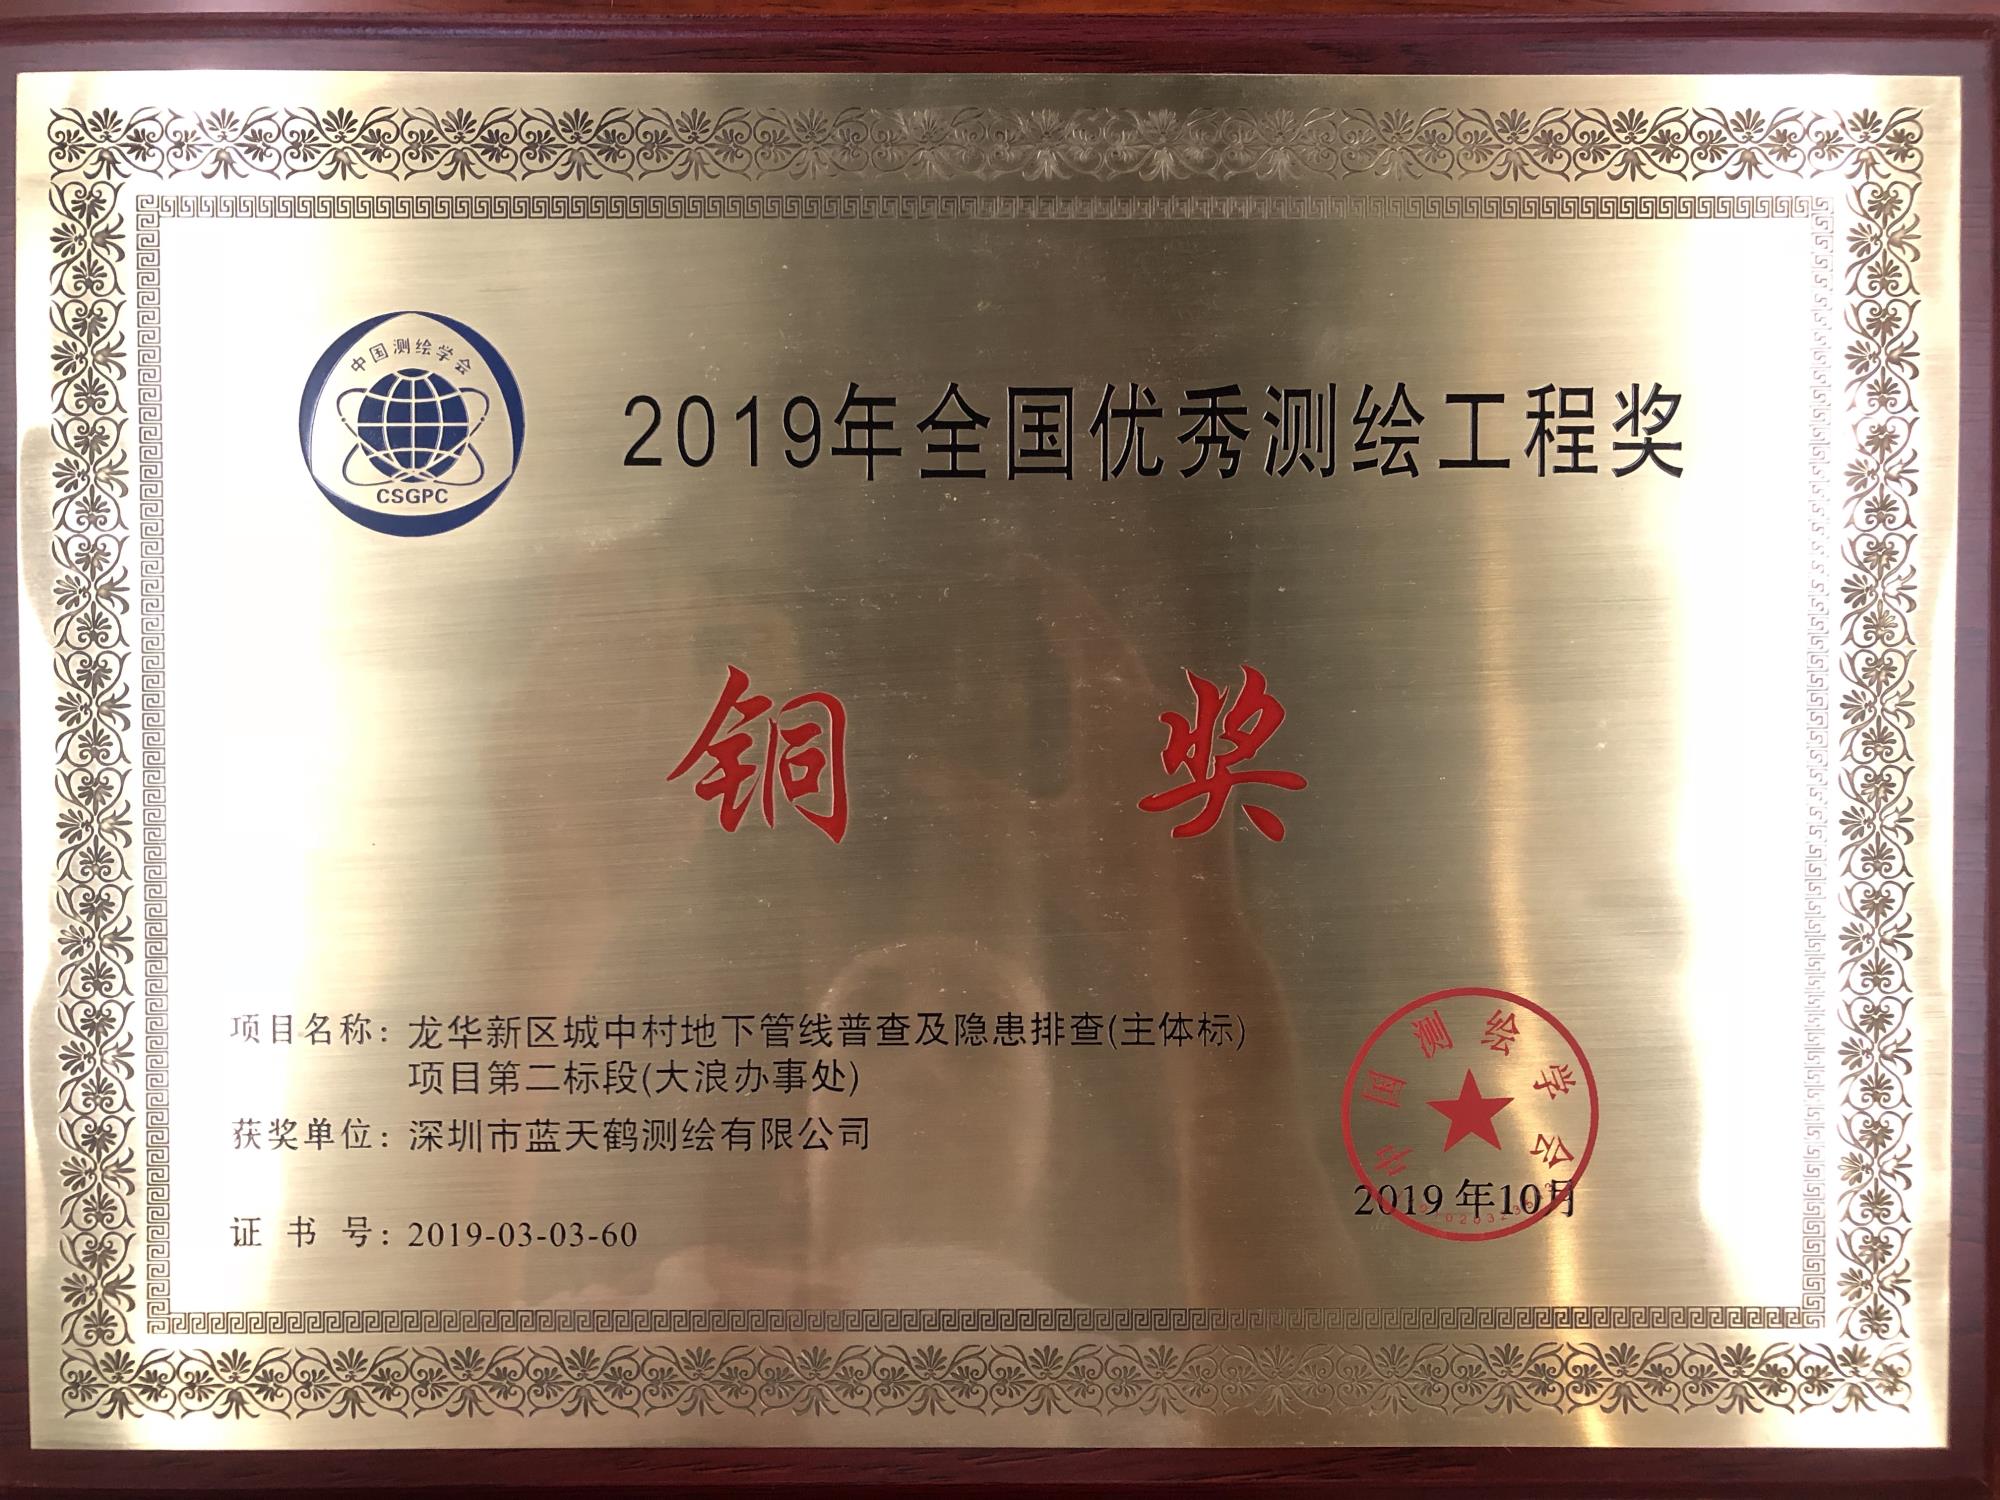 中国测绘学会
CSGPC
2019年全国优秀测绘工程奖
铜 奖
项目名称：龙华新区城中村地下管线普查及隐患排查(主体标)
项目第二标段(大浪办事处)
获奖单位：深圳市蓝天鹤测绘有限公司
证 书 号：2019-03-03-60
中国测绘学会
2019 年10月